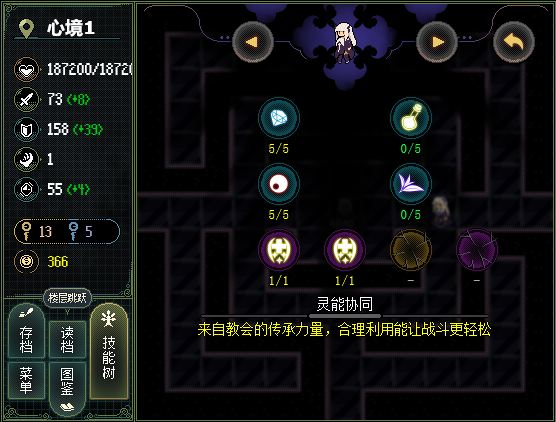 心境1
187200/18720
73 (+8)
158 (+39)
1
55 (+4)
13 5
366
楼层跳跃
存档
读档
技能树
菜单
图鉴
5/5 0/5
5/5 0/5
1/1 1/1 - -
灵能协同
来自教会的传承力量，合理利用能让战斗更轻松